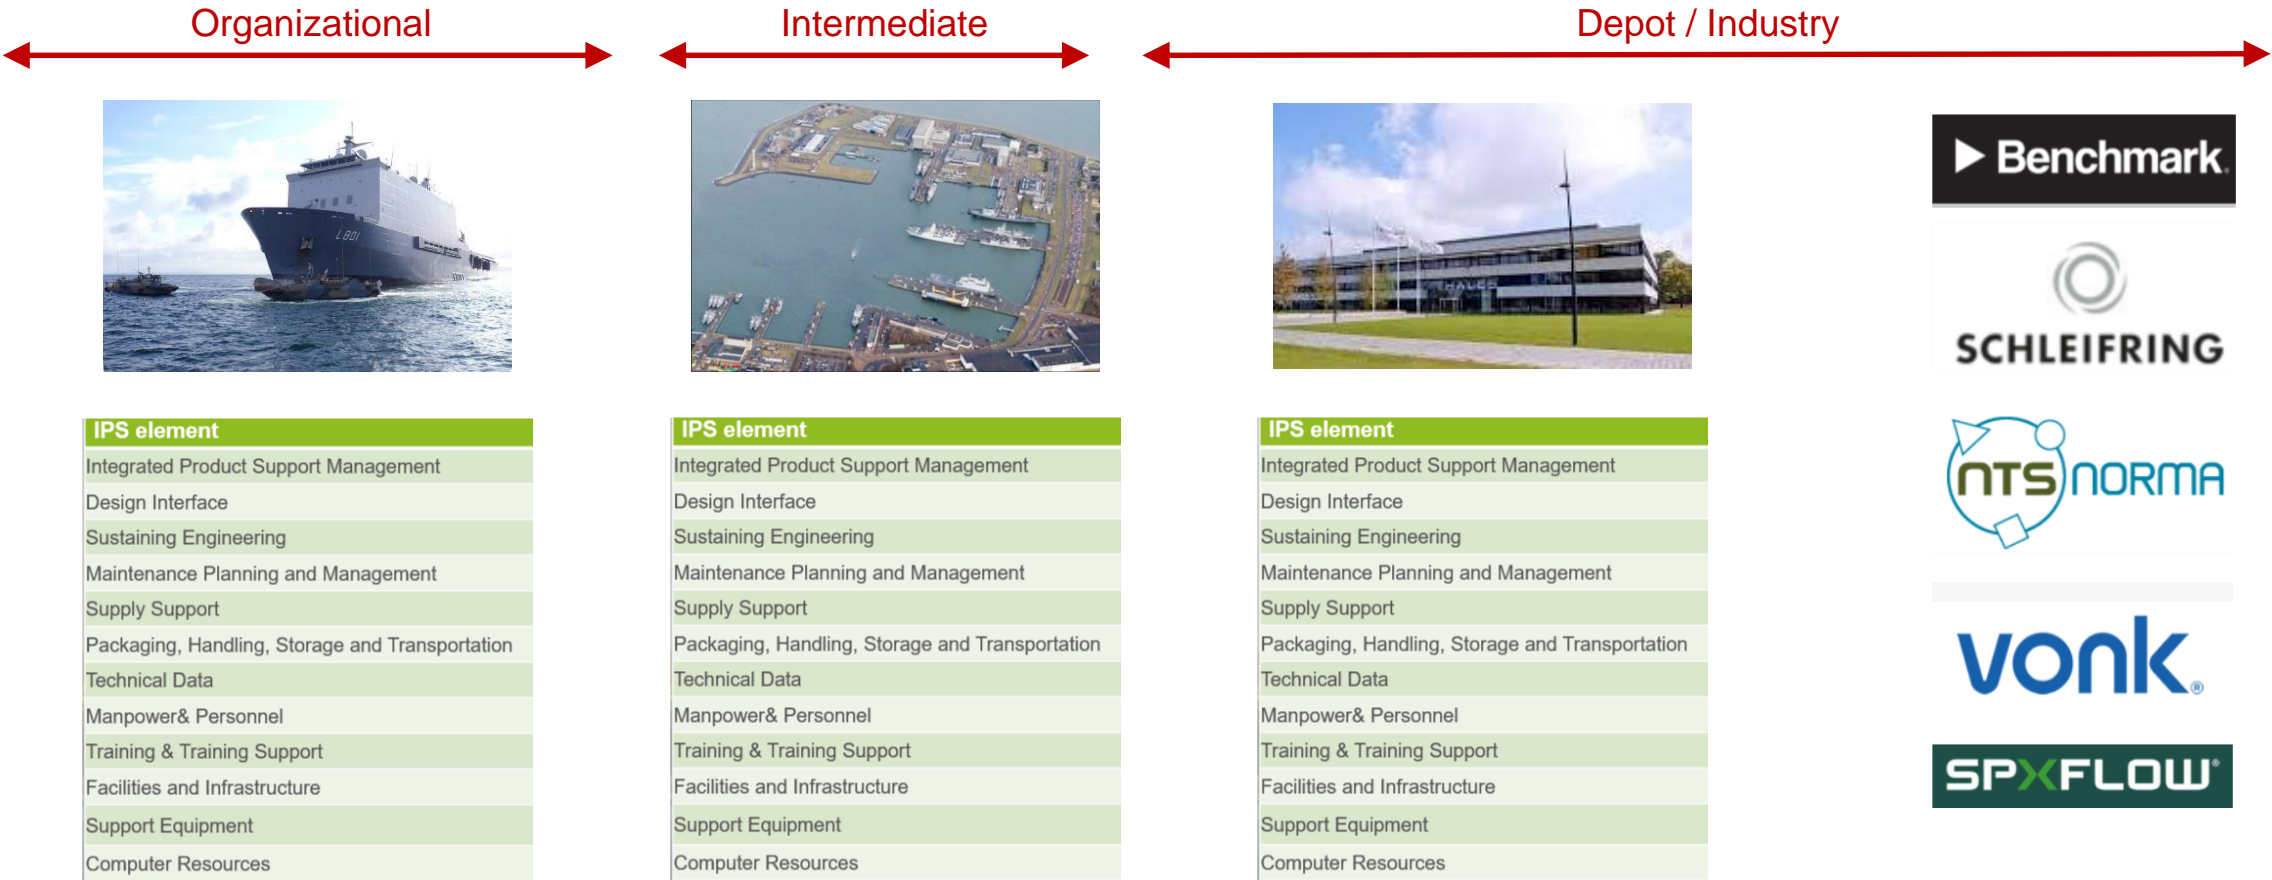 Organizational
Intermediate
Depot / Industry
L801
THALES
Benchmark.
SCHLEIFRING
NTS NORMA
vonk®
SPXFLOW®
IPS element
Integrated Product Support Management
Design Interface
Sustaining Engineering
Maintenance Planning and Management
Supply Support
Packaging, Handling, Storage and Transportation
Technical Data
Manpower& Personnel
Training & Training Support
Facilities and Infrastructure
Support Equipment
Computer Resources
IPS element
Integrated Product Support Management
Design Interface
Sustaining Engineering
Maintenance Planning and Management
Supply Support
Packaging, Handling, Storage and Transportation
Technical Data
Manpower& Personnel
Training & Training Support
Facilities and Infrastructure
Support Equipment
Computer Resources
IPS element
Integrated Product Support Management
Design Interface
Sustaining Engineering
Maintenance Planning and Management
Supply Support
Packaging, Handling, Storage and Transportation
Technical Data
Manpower& Personnel
Training & Training Support
Facilities and Infrastructure
Support Equipment
Computer Resources